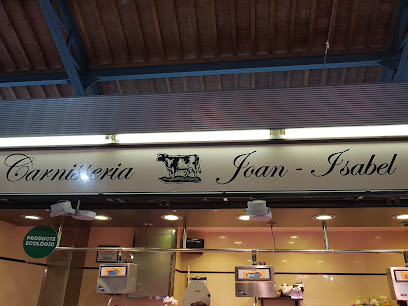 Carnisseria Joan - Isabel
PRODUCTE
ECOLÒGIC